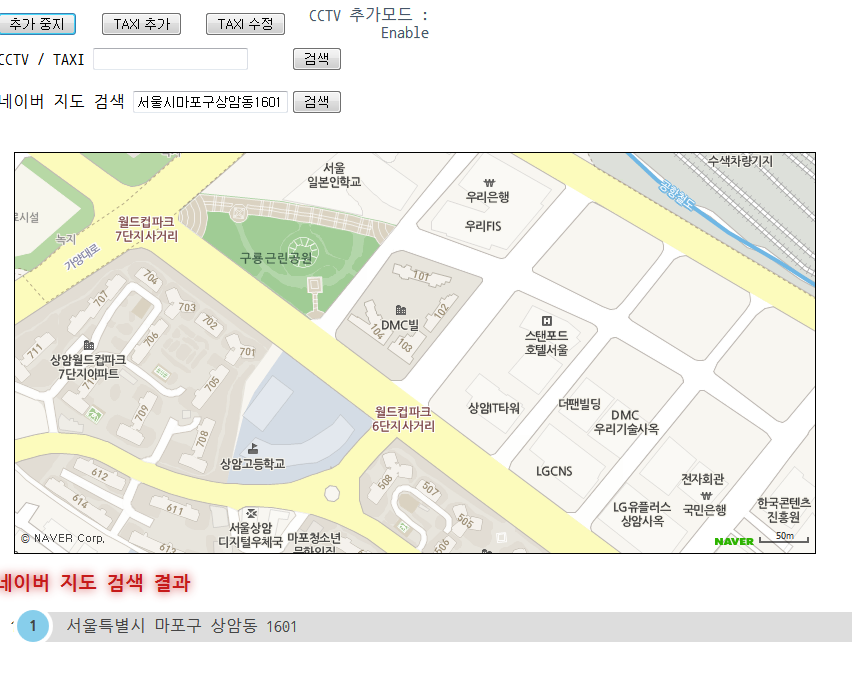 추가 중지 TAXI 추가 TAXI 수정 CCTV 추가모드 :
Enable
CCTV / TAXI 검색
네이버 지도 검색 서울시마포구상암동1601 검색
수색차량기지
서울
일본인학교
우리은행
우리FIS
공항철도
로시설
녹지
가양대로
월드컵파크
7단지사거리
구룡근린공원
704
707
703
702
706
701
711
705
709
708
상암월드컵파크
7단지아파트
101
102
104
103
DMC빌
스탠포드
호텔서울
상암IT타워
더팬빌딩
DMC
우리기술사옥
월드컵파크
6단지사거리
LGCNS
상암고등학교
전자회관
국민은행
LG유플러스
상암사옥
한국콘텐츠
진흥원
612
614
611
612
508
507
505
506
서울상암
디지털우체국
마포청소년
문화의집
© NAVER Corp.
NAVER
50m
네이버 지도 검색 결과
1 서울특별시 마포구 상암동 1601